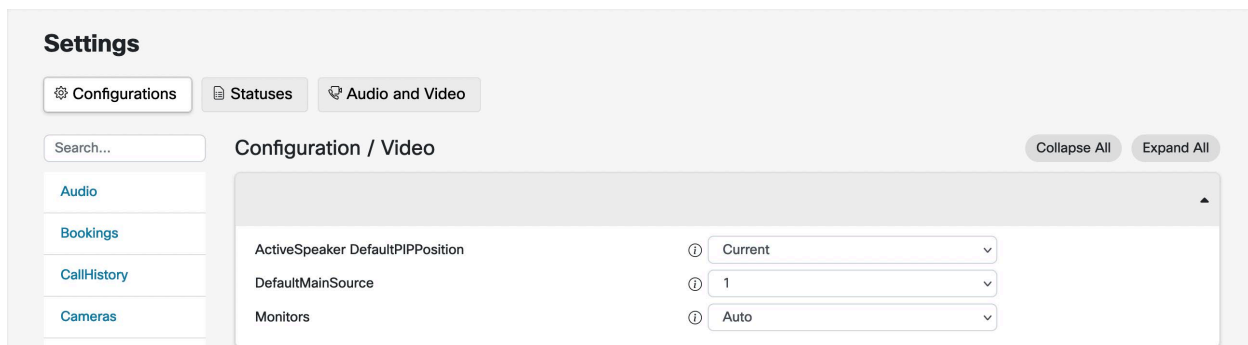 Settings
Configurations Statuses Audio and Video
Search... Configuration / Video Collapse All Expand All
Audio
Bookings
ActiveSpeaker DefaultPIPPosition Current
CallHistory
DefaultMainSource 1
Cameras
Monitors Auto